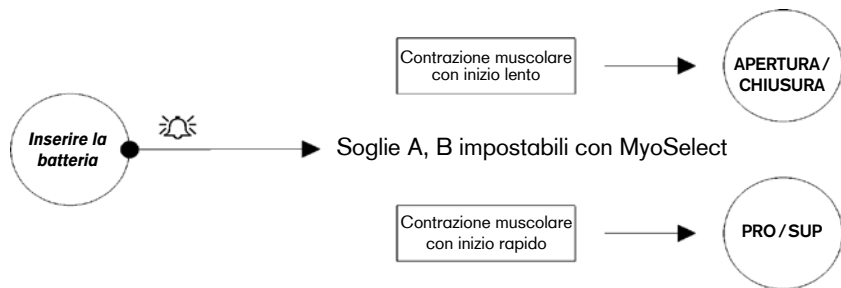 Contrazione muscolare
con inizio lento
APERTURA /
CHIUSURA
Inserire la
batteria
Soglie A, B impostabili con MyoSelect
Contrazione muscolare
con inizio rapido
PRO / SUP